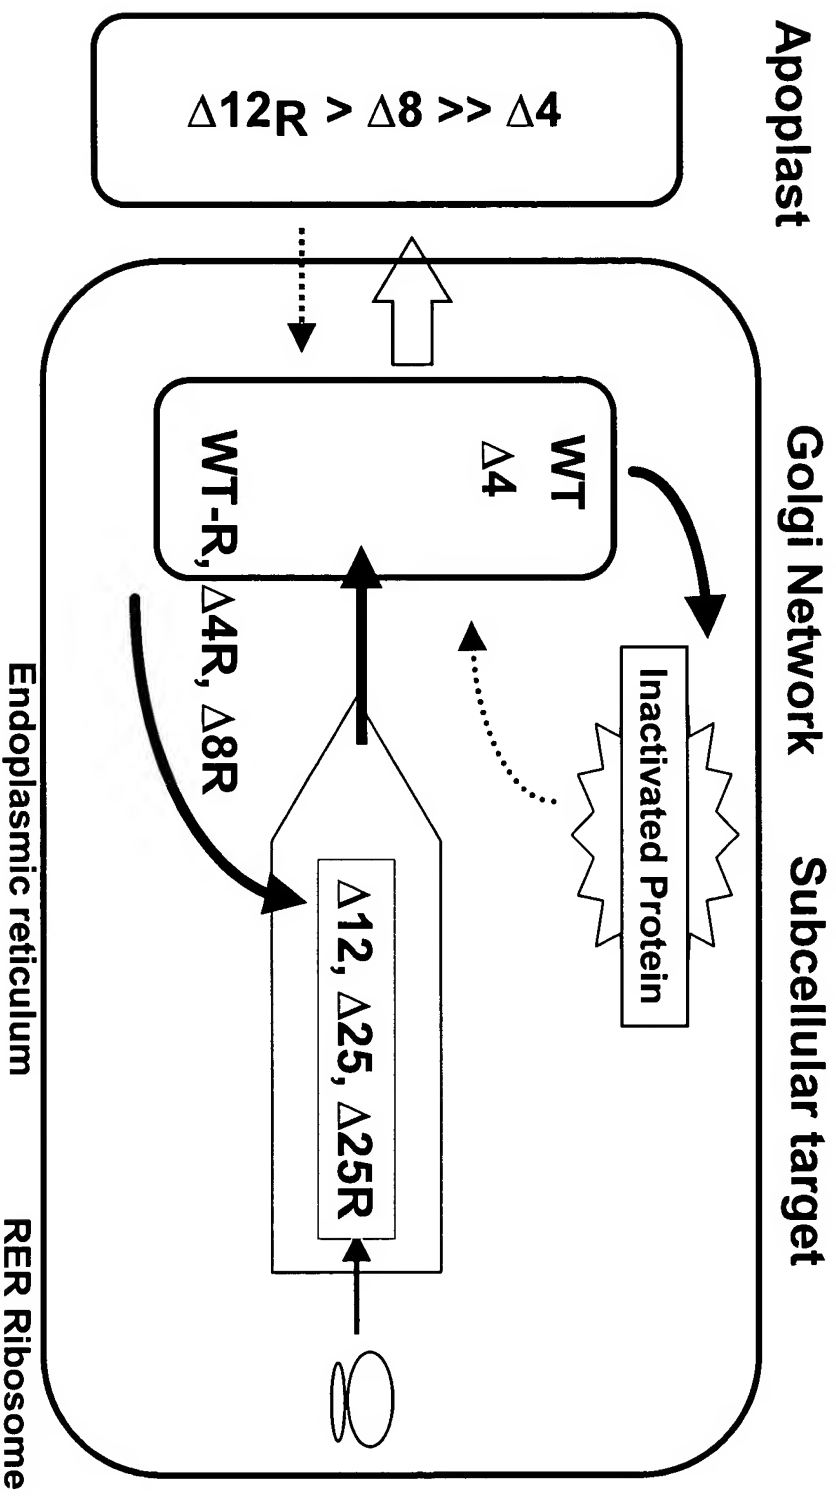 Apoplast
Golgi Network
Subcellular target
Δ12R > Δ8 >> Δ4
WT
Δ4
WT-R, Δ4R, Δ8R
Inactivated Protein
Δ12, Δ25, Δ25R
Endoplasmic reticulum
RER Ribosome